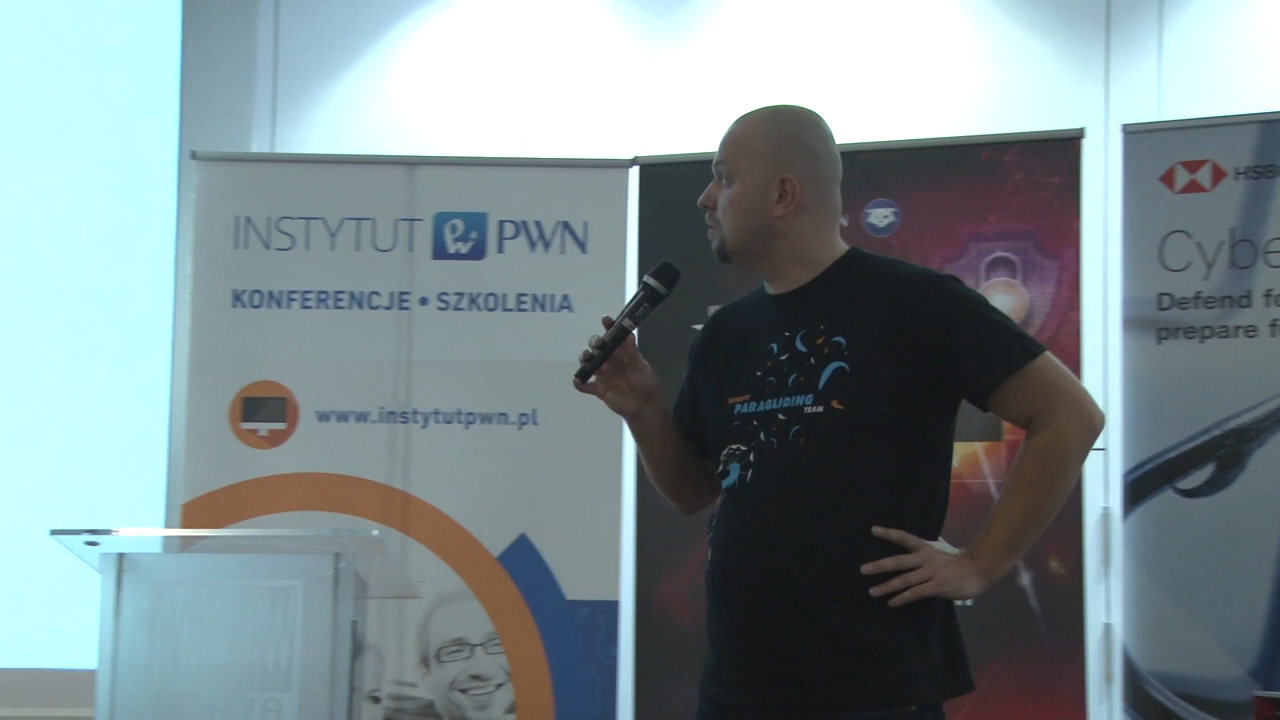 INSTYTUT PWN
KONFERENCJE • SZKOLENIA
www.instytutpwn.pl
PARAGLIDING
TEAM
HSB
Cybe
Defend fo
prepare f